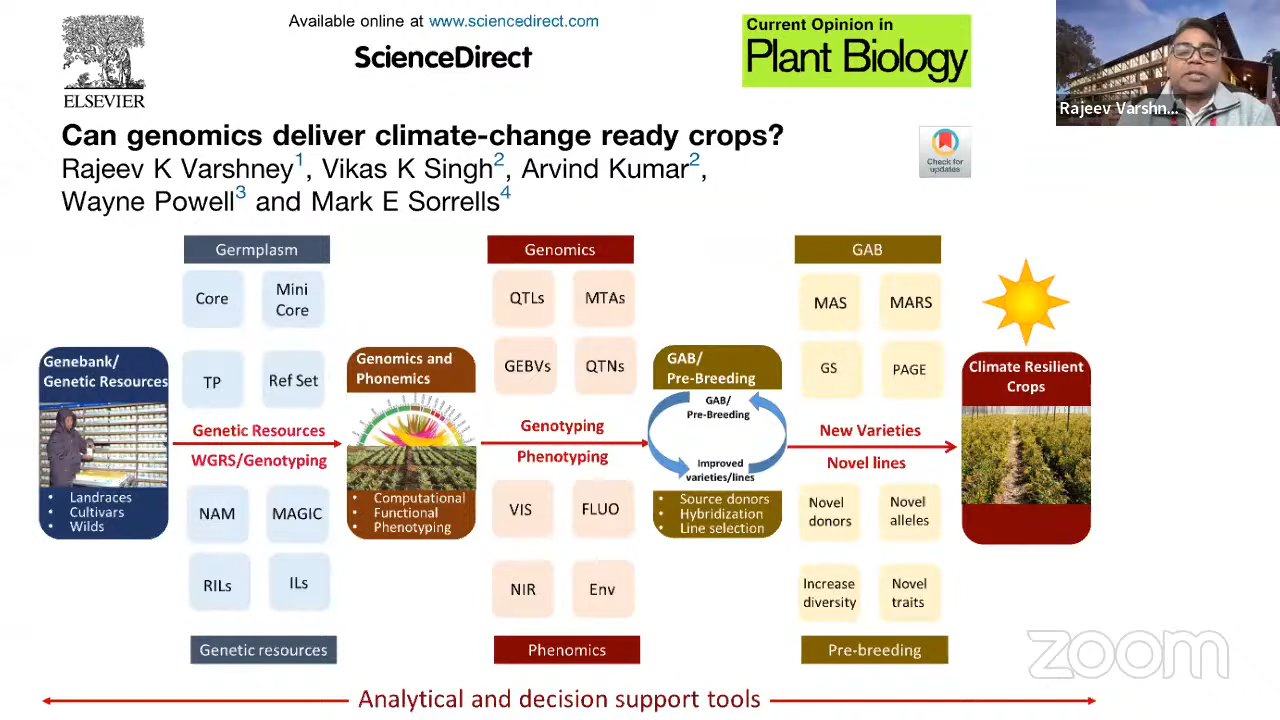 Available online at www.sciencedirect.com
ScienceDirect
ELSEVIER
Current Opinion in
Plant Biology
Rajeev Varshn...
Can genomics deliver climate-change ready crops?
Check for
updates
Rajeev K Varshney1, Vikas K Singh2, Arvind Kumar2,
Wayne Powell3 and Mark E Sorrells4
Genebank/
Genetic Resources
• Landraces
• Cultivars
• Wilds
Germplasm
Core
Mini
Core
TP
Ref Set
Genetic Resources
WGRS/Genotyping
NAM
MAGIC
RILs
ILs
Genetic resources
Genomics and
Phonemics
• Computational
• Functional
• Phenotyping
Genomics
QTLs
MTAs
GEBVs
QTNs
Genotyping
Phenotyping
VIS
FLUO
NIR
Env
Phenomics
GAB/
Pre-Breeding
GAB/
Pre-Breeding
Improved
varieties/lines
• Source donors
• Hybridization
• Line selection
GAB
MAS
MARS
GS
PAGE
New Varieties
Novel lines
Novel
donors
Novel
alleles
Increase
diversity
Novel
traits
Pre-breeding
Climate Resilient
Crops
zoom
Analytical and decision support tools